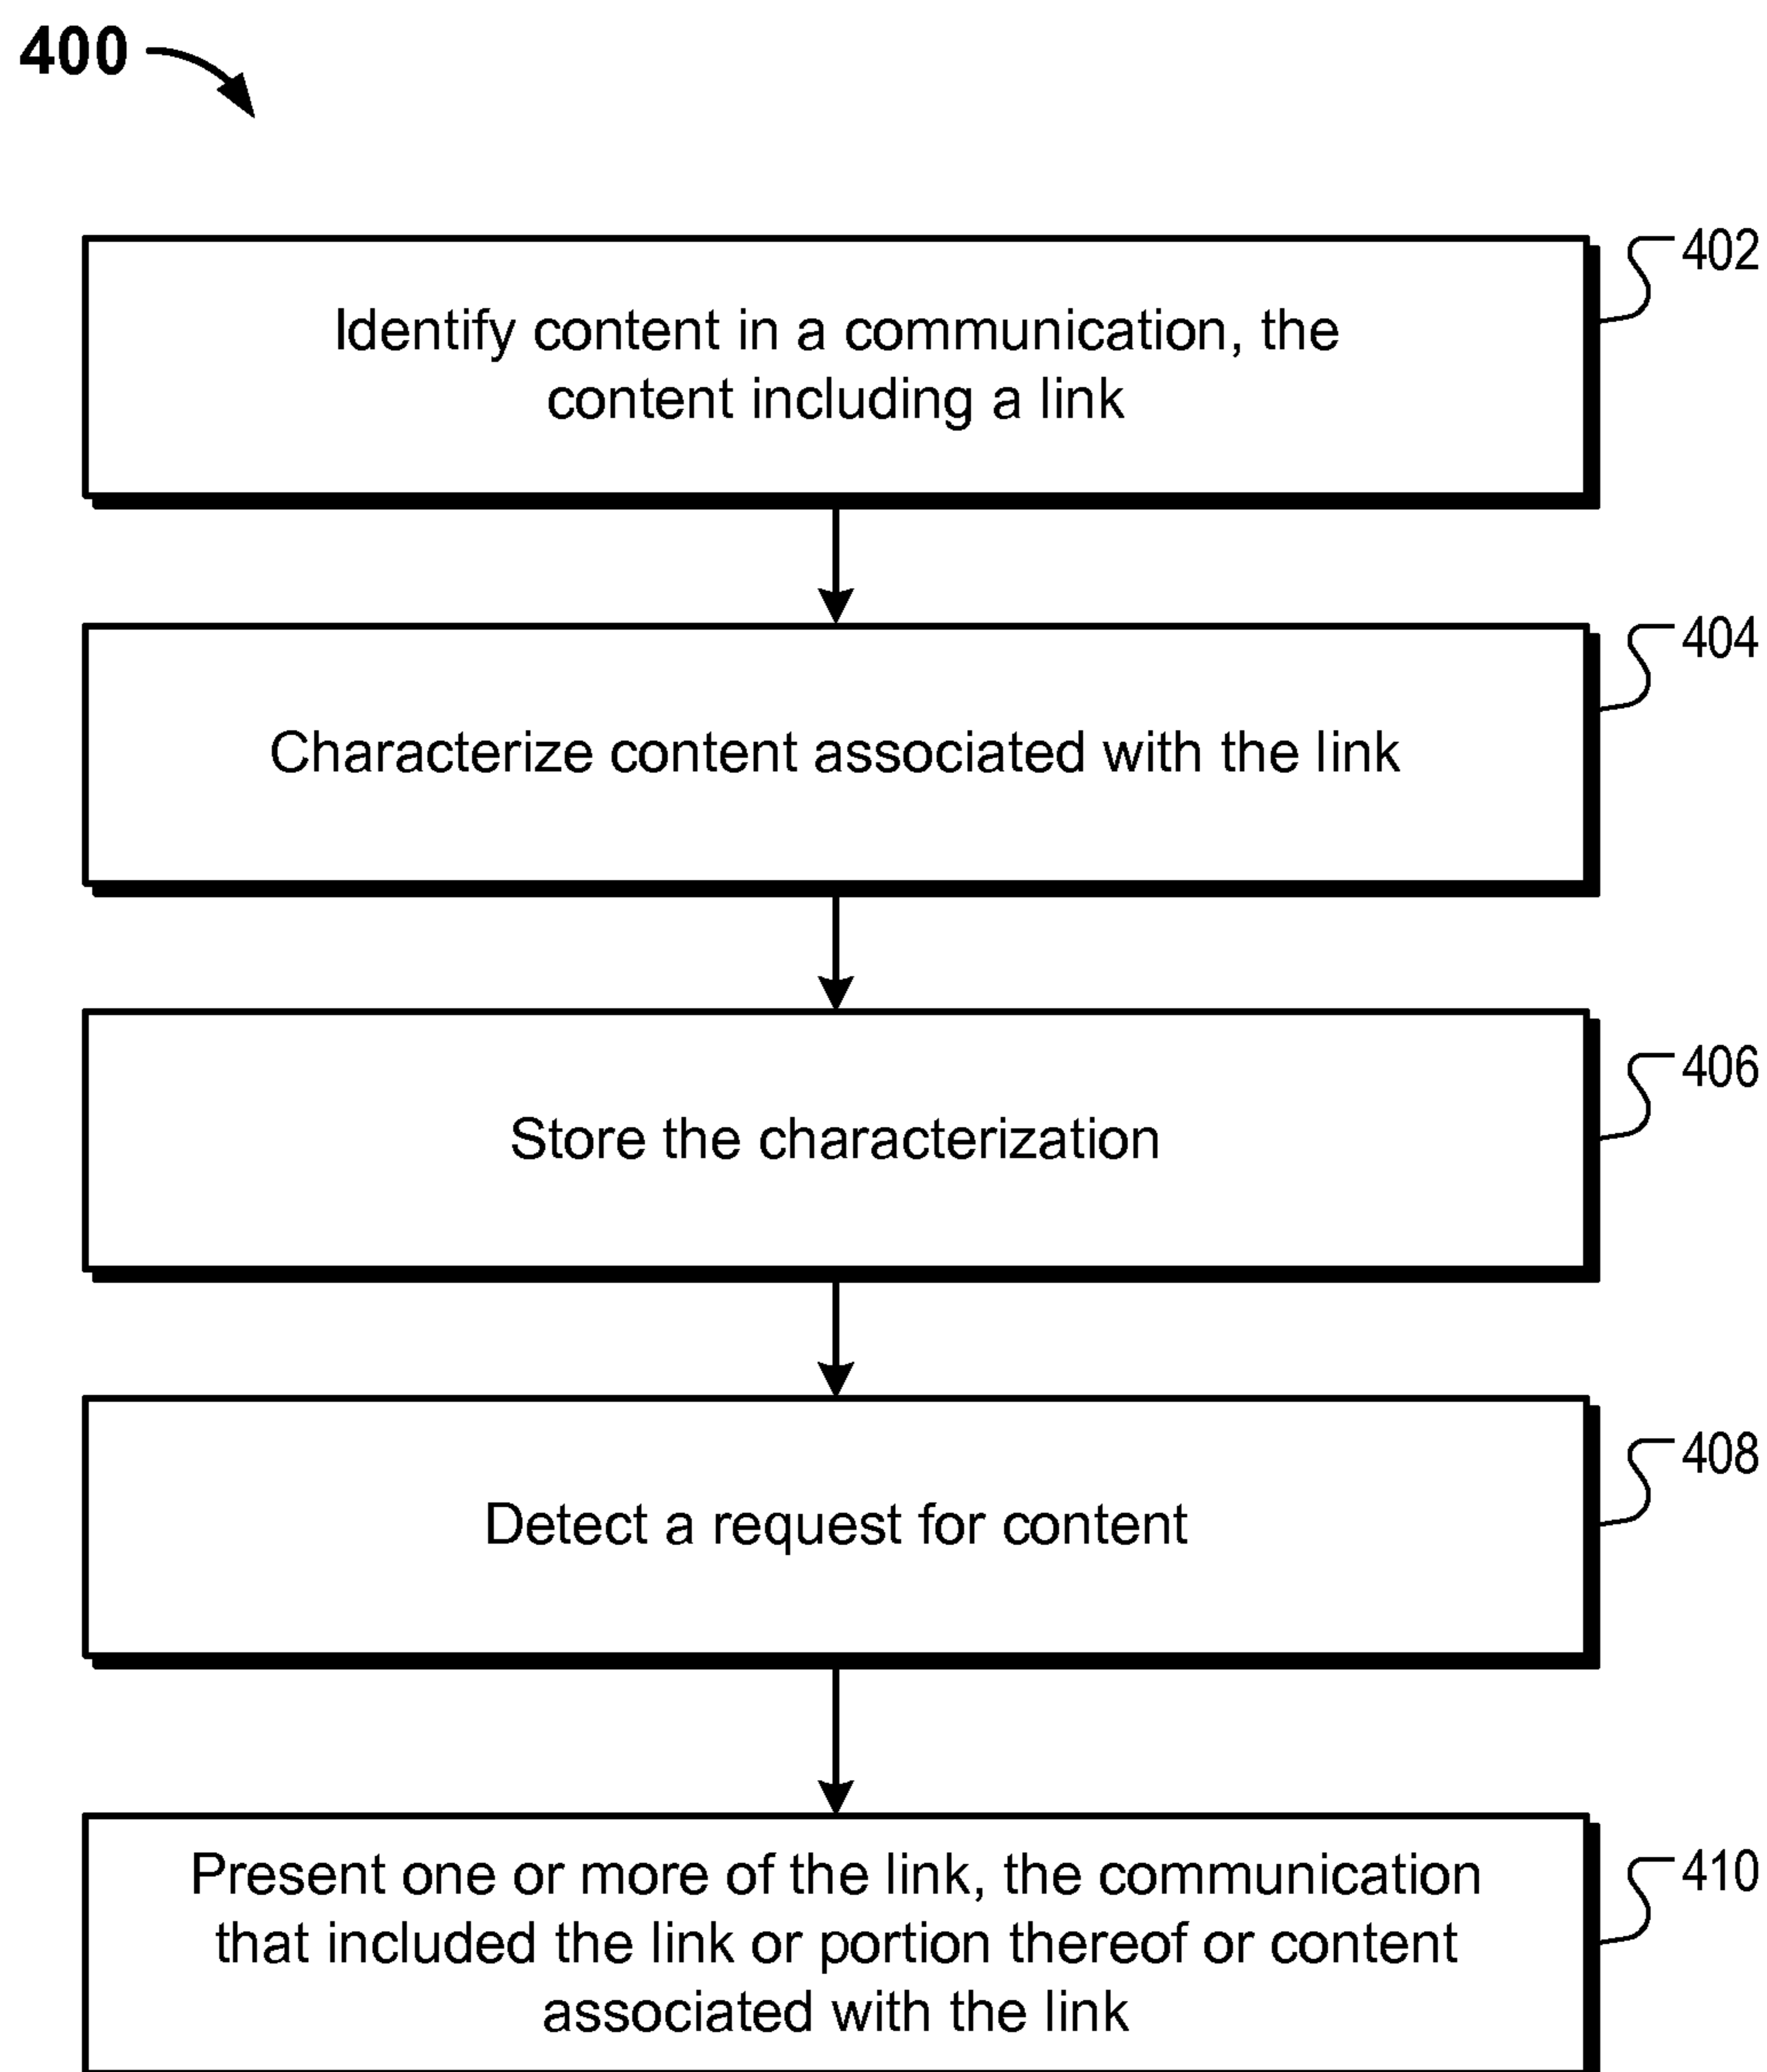 400
402
Identify content in a communication, the
content including a link
404
Characterize content associated with the link
406
Store the characterization
408
Detect a request for content
410
Present one or more of the link, the communication
that included the link or portion thereof or content
associated with the link